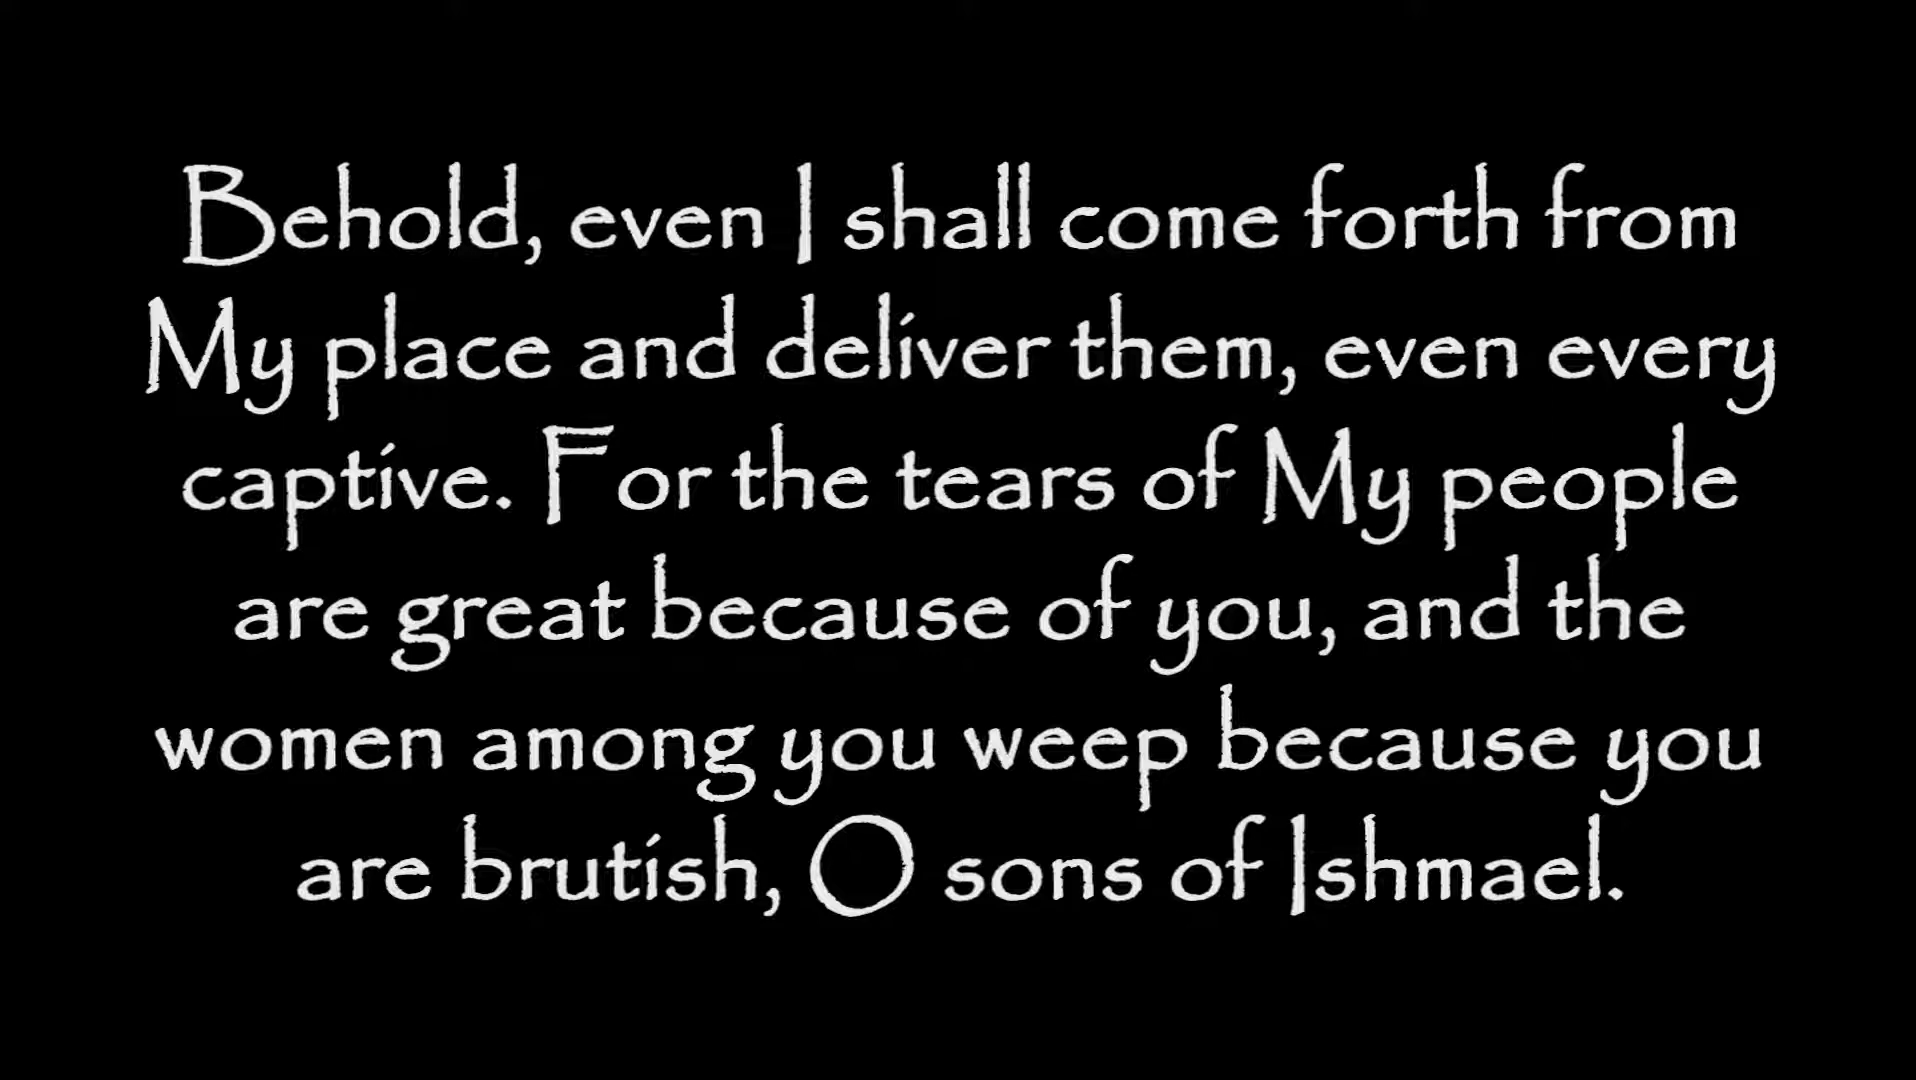 Behold, even I shall come forth from
My place and deliver them, even every
captive. For the tears of My people
are great because of you, and the
women among you weep because you
are brutish, O sons of Ishmael.